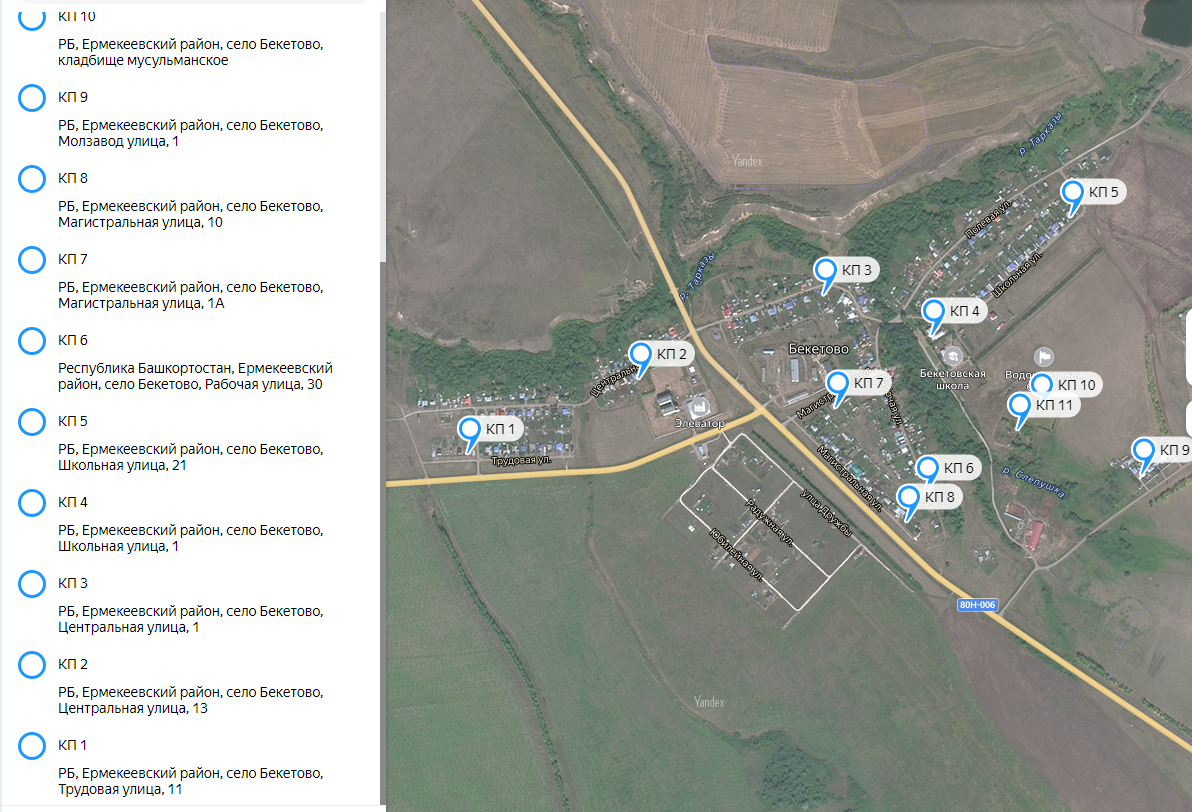 КП 10
РБ, Ермекеевский район, село Бекетово,
кладбище мусульманское
КП 9
РБ, Ермекеевский район, село Бекетово,
Молзавод улица, 1
КП 8
РБ, Ермекеевский район, село Бекетово,
Магистральная улица, 10
КП 7
РБ, Ермекеевский район, село Бекетово,
Магистральная улица, 1А
КП 6
Республика Башкортостан, Ермекеевский
район, село Бекетово, Рабочая улица, 30
КП 5
РБ, Ермекеевский район, село Бекетово,
Школьная улица, 21
КП 4
РБ, Ермекеевский район, село Бекетово,
Школьная улица, 1
КП 3
РБ, Ермекеевский район, село Бекетово,
Центральная улица, 1
КП 2
РБ, Ермекеевский район, село Бекетово,
Центральная улица, 13
КП 1
РБ, Ермекеевский район, село Бекетово,
Трудовая улица, 11
Yandex
р. Тарказы
КП 5
Полевая ул.
Школьная ул.
р. Тарказы
КП 3
КП 4
Бекетово
КП 2
Бекетовская
школа
КП 7
КП 10
КП 11
Элеватор
КП 1
Трудовая ул.
КП 9
Магистральная ул.
КП 6
р. Слепушка
КП 8
улица Дружбы
Радужная ул.
Юбилейная ул.
80Н-006
Yandex